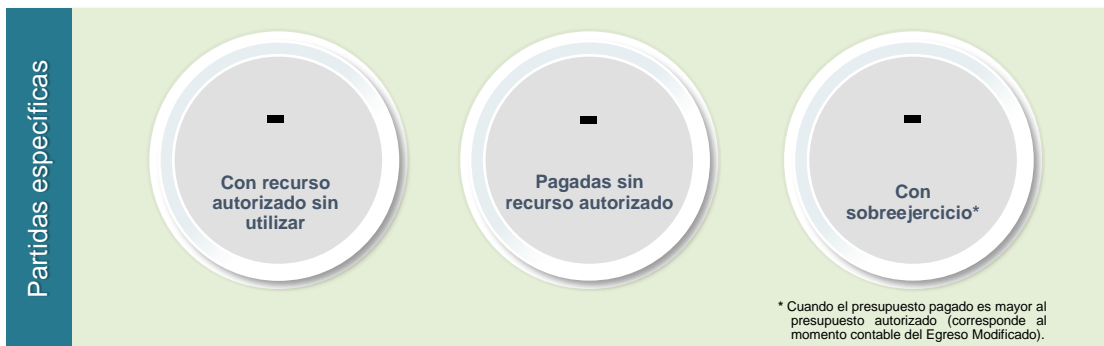 Partidas específicas
-
Con recurso
autorizado sin
utilizar
-
Pagadas sin
recurso autorizado
-
Con
sobreejercicio*
* Cuando el presupuesto pagado es mayor al
presupuesto autorizado (corresponde al
momento contable del Egreso Modificado).